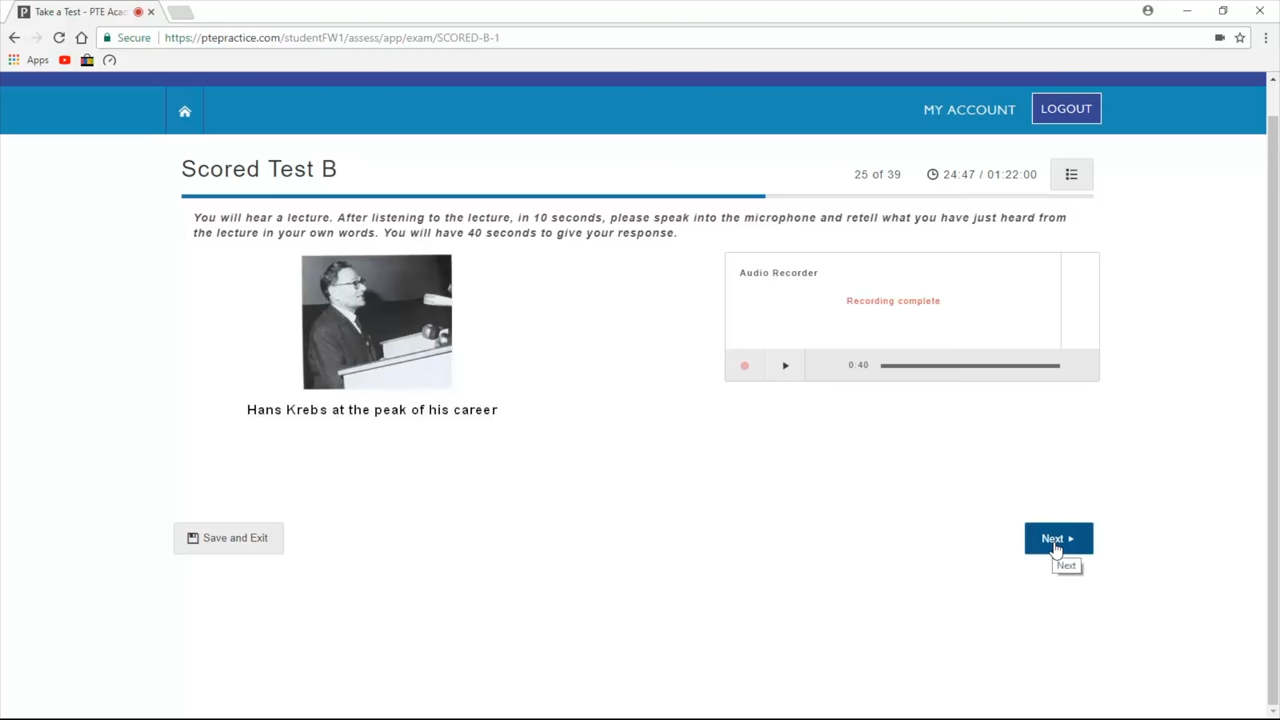 Take a Test - PTE Aca
Secure
https://ptepractice.com/studentFW1/assess/app/exam/SCORED-B-1
Apps
MY ACCOUNT
LOGOUT
Scored Test B
25 of 39
24:47 / 01:22:00
You will hear a lecture. After listening to the lecture, in 10 seconds, please speak into the microphone and retell what you have just heard from
the lecture in your own words. You will have 40 seconds to give your response.
Audio Recorder
Recording complete
0:40
Hans Krebs at the peak of his career
Save and Exit
Next
Next